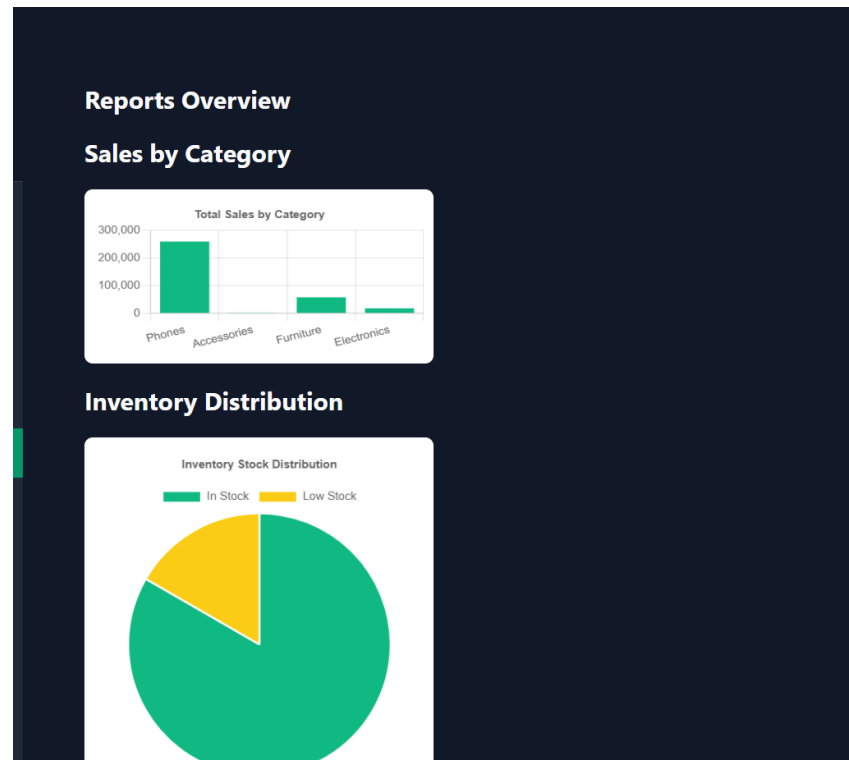 Reports Overview
Sales by Category
Total Sales by Category
300,000
200,000
100,000
0
Phones Accessories Furniture Electronics
Inventory Distribution
Inventory Stock Distribution
In Stock Low Stock